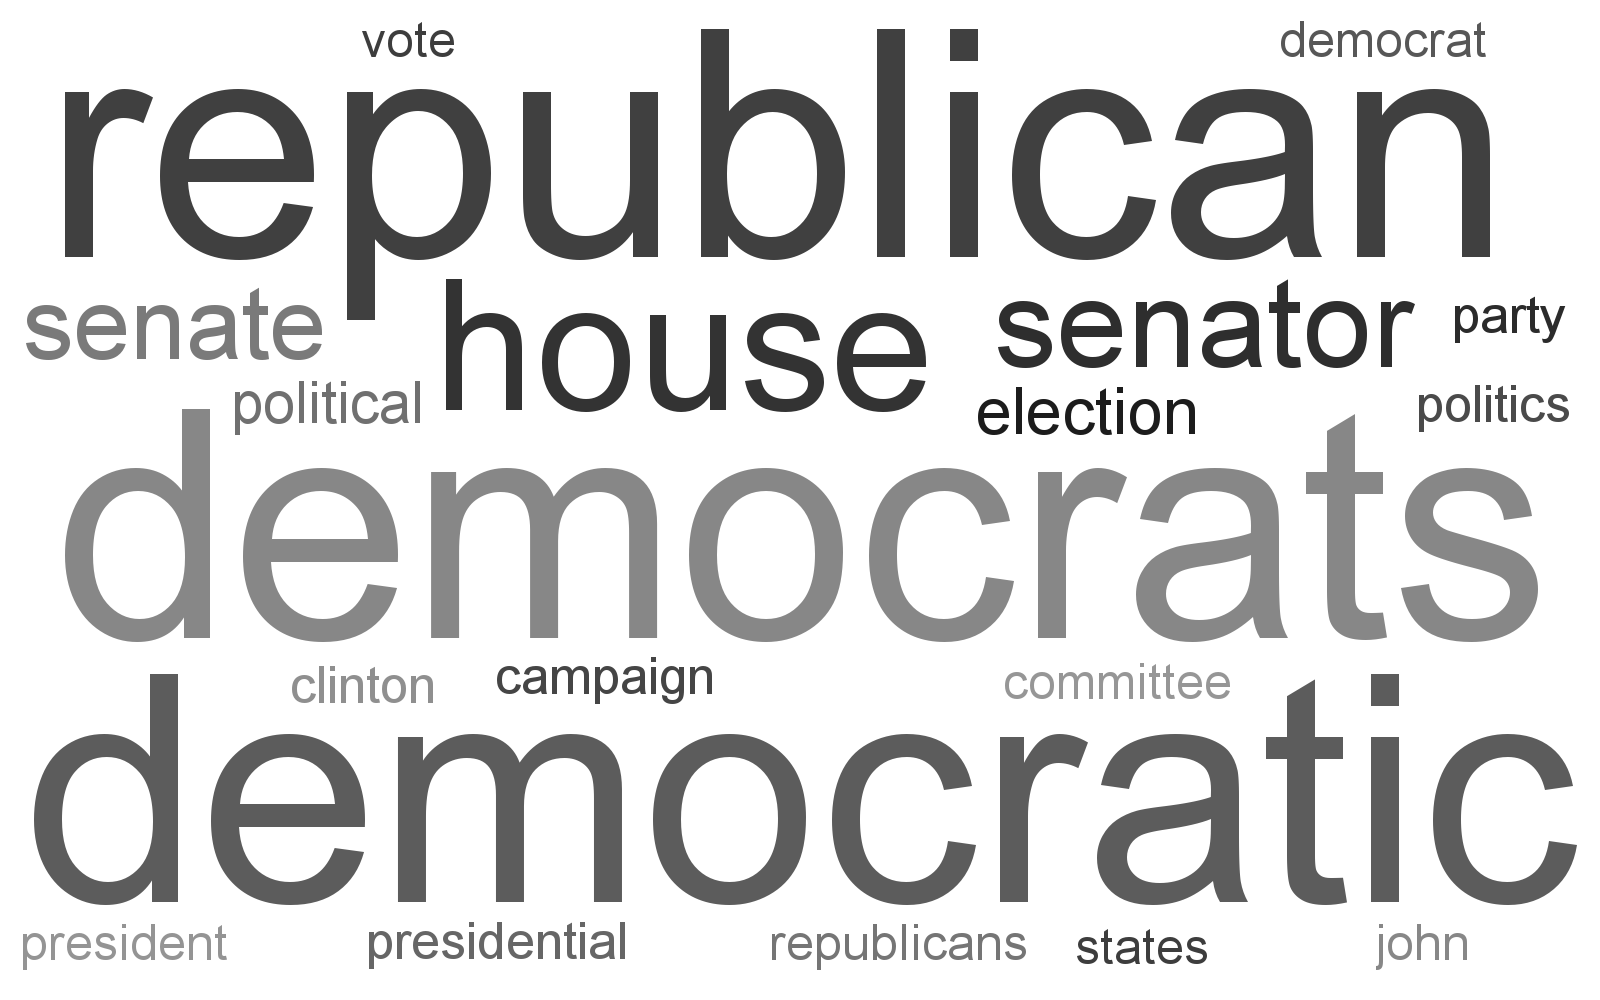 vote democrat
republican
senate house senator party
political election politics
democrats
clinton campaign committee
democratic
president presidential republicans states john